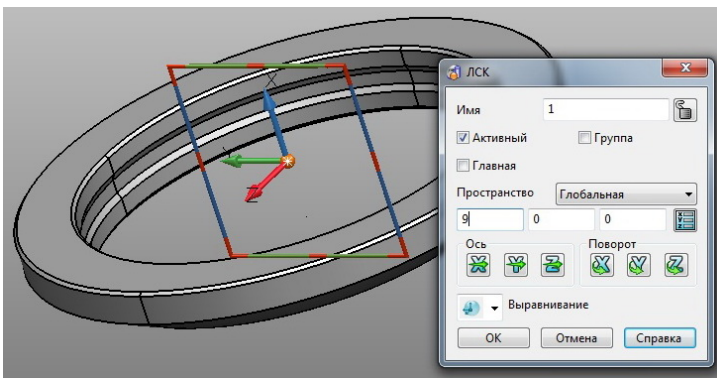 ЛСК
Имя 1
Активный Группа
Главная
Пространство Глобальная
9 0 0
Ось Поворот
X Y Z X Y Z
Выравнивание
OK Отмена Справка
X
Y
Z